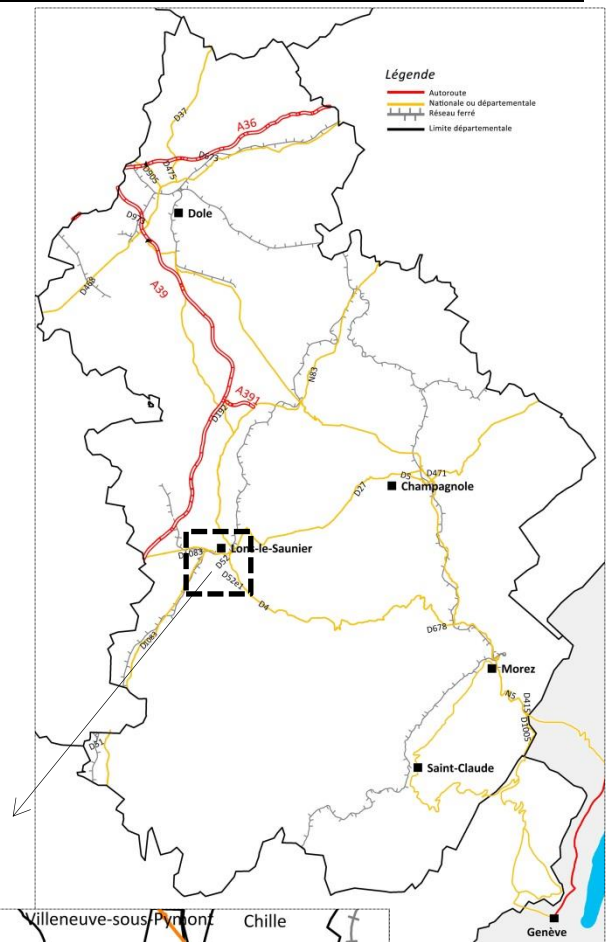 Légende
Autoroute
Nationale ou départementale
Réseau ferré
Limite départementale
D37
A36
D673
D475
D905
Dole
D973
D468
A39
A391
D192
N83
D471
D5
Champagnole
D27
Lons-le-Saunier
D1083
D52
D52e1
D4
D1083
D678
Morez
N5
D415
D1005
D51
Saint-Claude
Villeneuve-sous-Pymont
Chille
Genève